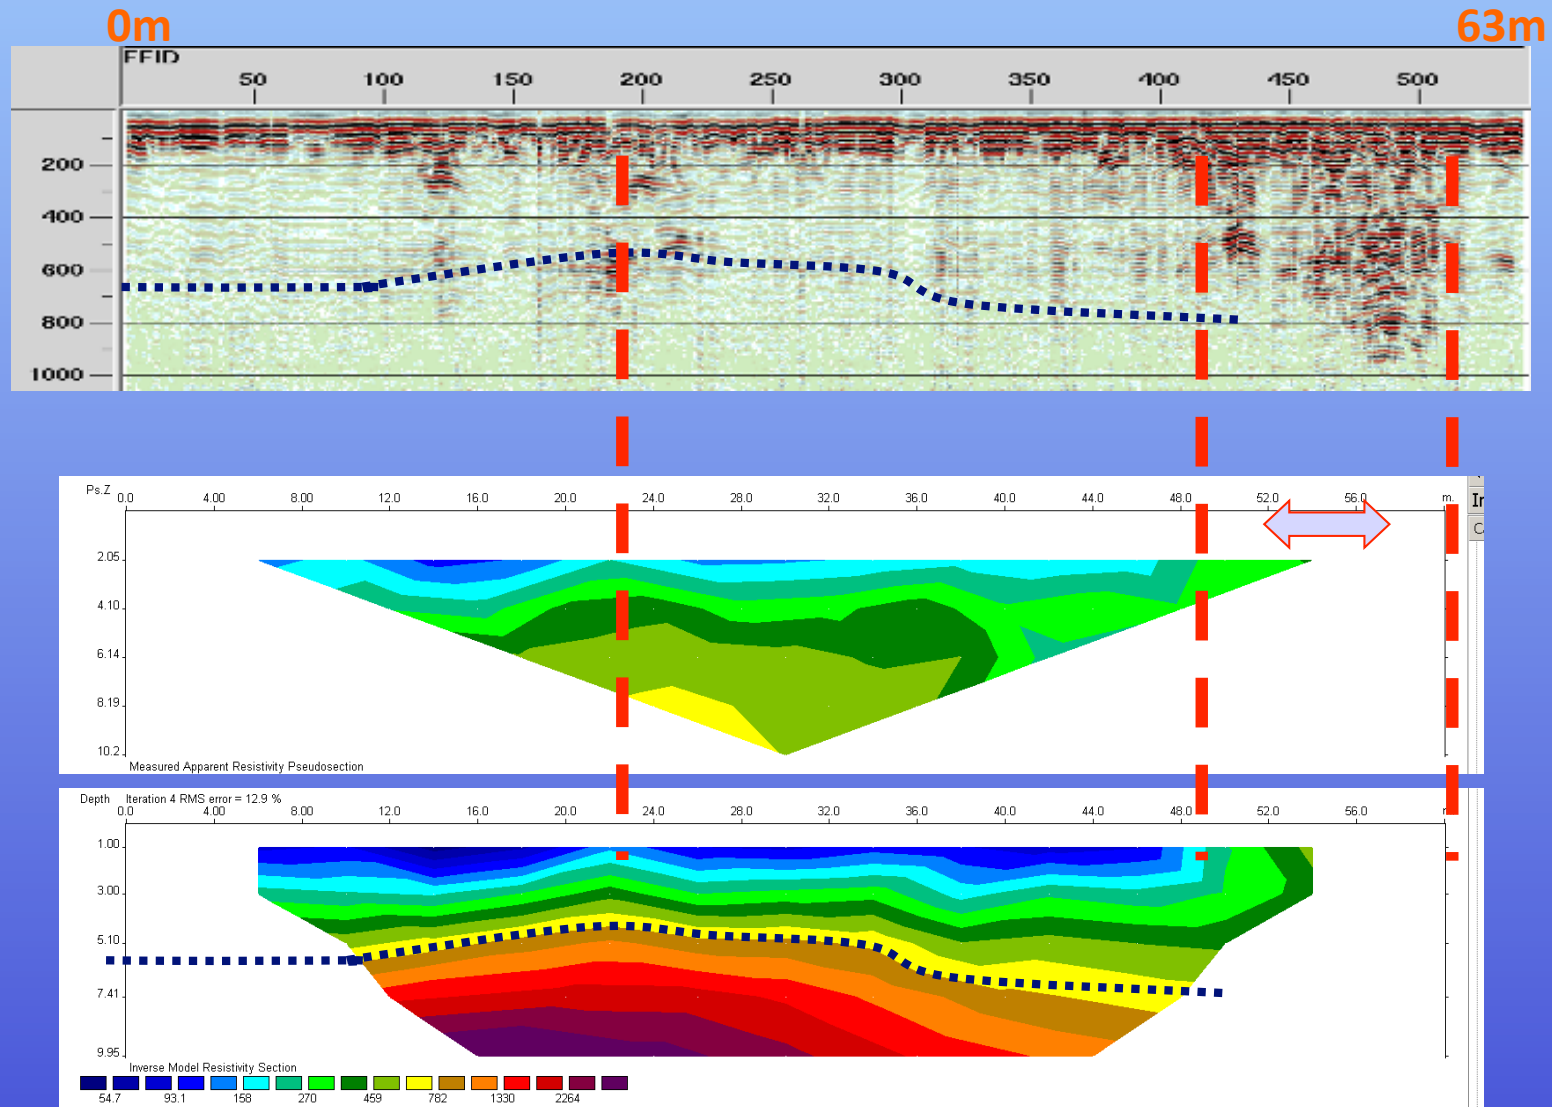 0m 63m
FFID
50 100 150 200 250 300 350 400 450 500
200
400
600
800
1000
Ps.Z 0.0 4.00 8.00 12.0 16.0 20.0 24.0 28.0 32.0 36.0 40.0 44.0 48.0 52.0 56.0 m.
2.05
4.10
6.14
8.19
10.2
Measured Apparent Resistivity Pseudosection
Depth Iteration 4 RMS error = 12.9 %
0.0 4.00 8.00 12.0 16.0 20.0 24.0 28.0 32.0 36.0 40.0 44.0 48.0 52.0 56.0
1.00
3.00
5.10
7.41
9.95
Inverse Model Resistivity Section
54.7 93.1 158 270 459 782 1330 2264